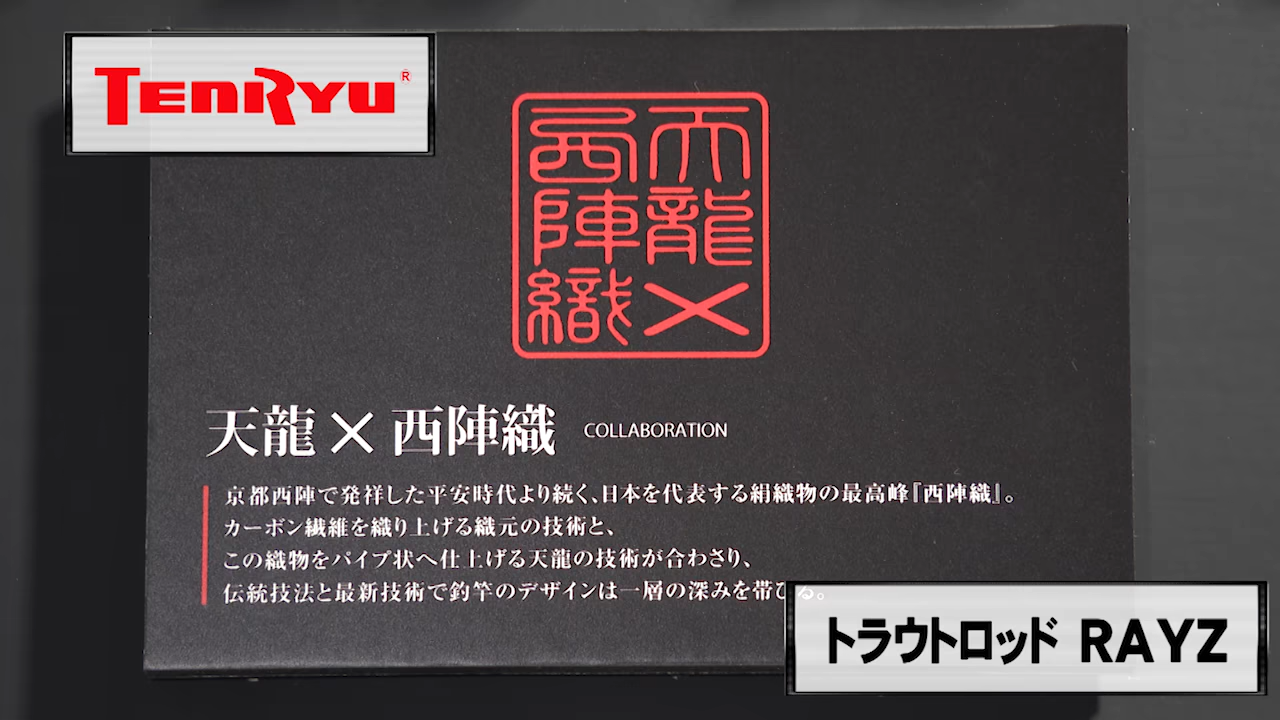 TENRYU®
天龍×
西陣織
天龍×西陣織 COLLABORATION
京都西陣で発祥した平安時代より続く、日本を代表する絹織物の最高峰『西陣織』。
カーボン繊維を織り上げる織元の技術と、
この織物をパイプ状へ仕上げる天龍の技術が合わさり、
伝統技法と最新技術で釣竿のデザインは一層の深みを帯びる。
トラウトロッド RAYZ